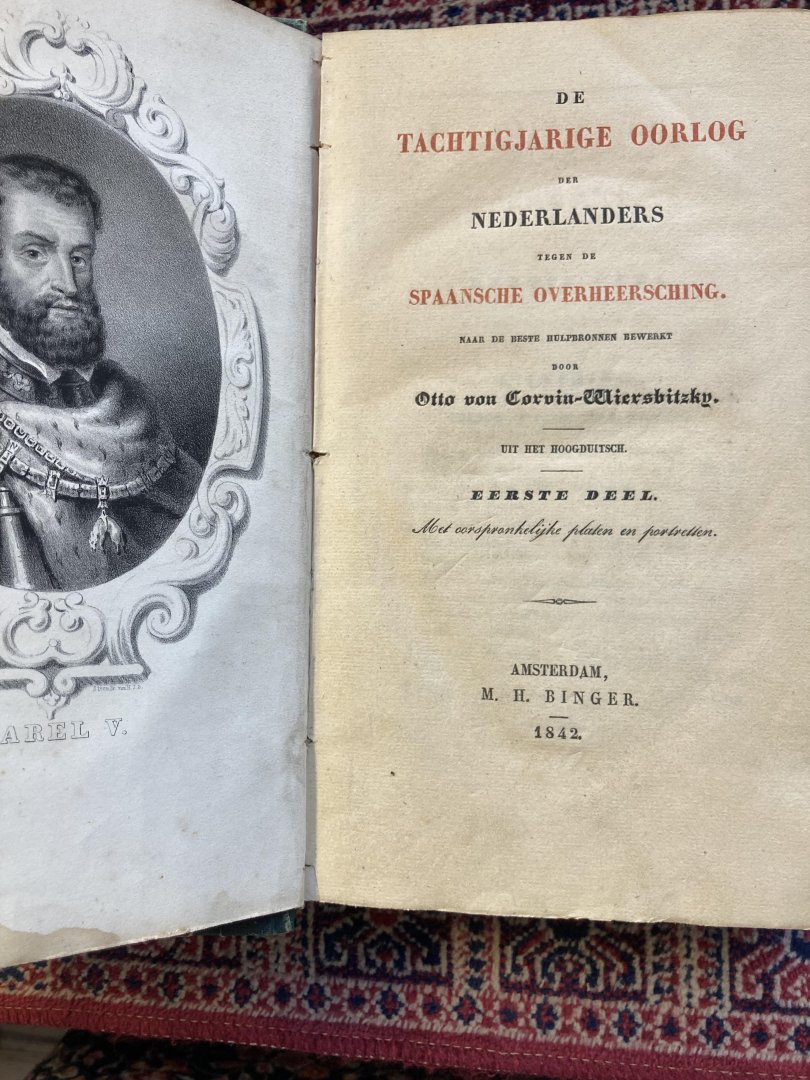 AREL V.
DE
TACHTIGJARIGE OORLOG
DER
NEDERLANDERS
TEGEN DE
SPAANSCHE OVERHEERSCHING.
NAAR DE BESTE HULPBRONNEN BEWERKT
DOOR
Otto von Corvin-Wiersbitzky.
UIT HET HOOGDUITSCH.
EERSTE DEEL.
Met oorspronkelijke platen en portretten.
AMSTERDAM,
M. H. BINGER.
1842.